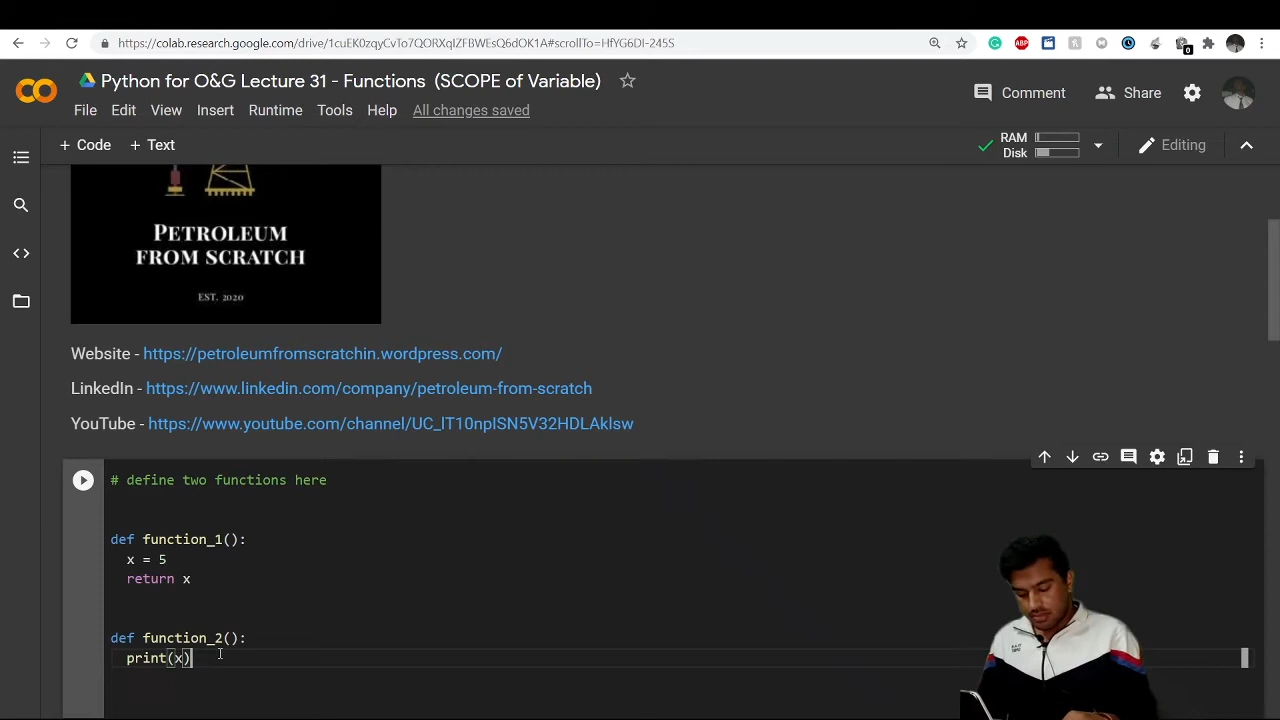 https://colab.research.google.com/drive/1cuEK0zqyCvTo7QORXqIZFBWEsQ6dOK1A#scrollTo=HfYG6DI-245S
ABP
0
Python for O&G Lecture 31 - Functions (SCOPE of Variable)
Comment
Share
File Edit View Insert Runtime Tools Help All changes saved
+ Code + Text
RAM
Disk
Editing
PETROLEUM
FROM SCRATCH
EST. 2020
Website - https://petroleumfromscratchin.wordpress.com/
LinkedIn - https://www.linkedin.com/company/petroleum-from-scratch
YouTube - https://www.youtube.com/channel/UC_lT10npISN5V32HDLAklsw
# define two functions here
def function_1():
x = 5
return x
def function_2():
print(x)